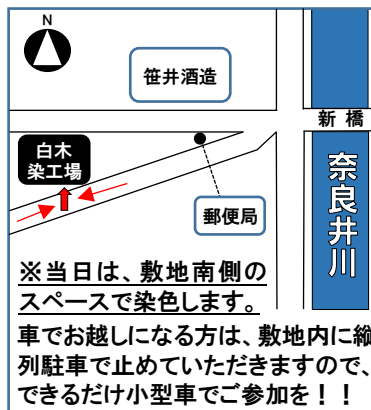 N
笹井酒造
新橋
白木
染工場
奈良井川
郵便局
※当日は、敷地南側の
スペースで染色します。
車でお越しになる方は、敷地内に縦
列駐車で止めていただきますので、
できるだけ小型車でご参加を！！